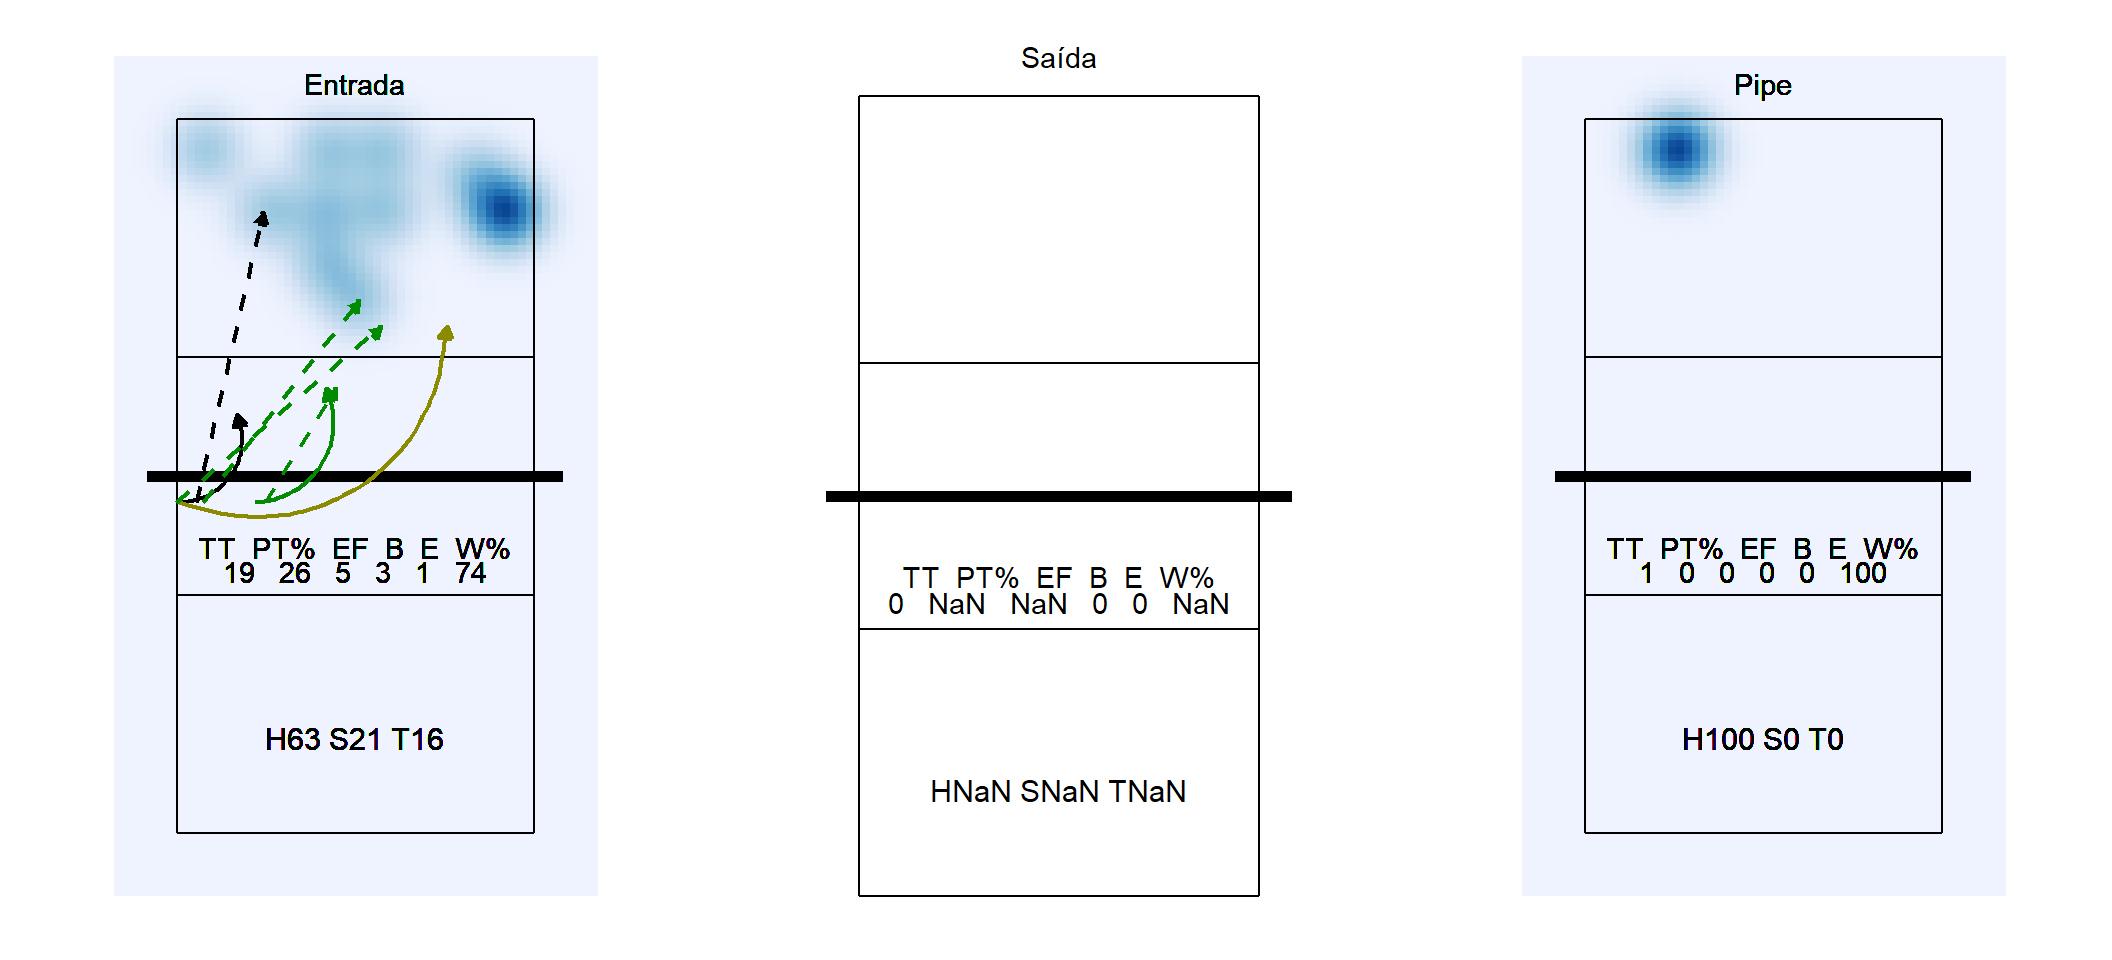 Entrada
TT PT% EF B E W%
19 26 5 3 1 74
H63 S21 T16
Saída
TT PT% EF B E W%
0 NaN NaN 0 0 NaN
HNaN SNaN TNaN
Pipe
TT PT% EF B E W%
1 0 0 0 0 100
H100 S0 T0